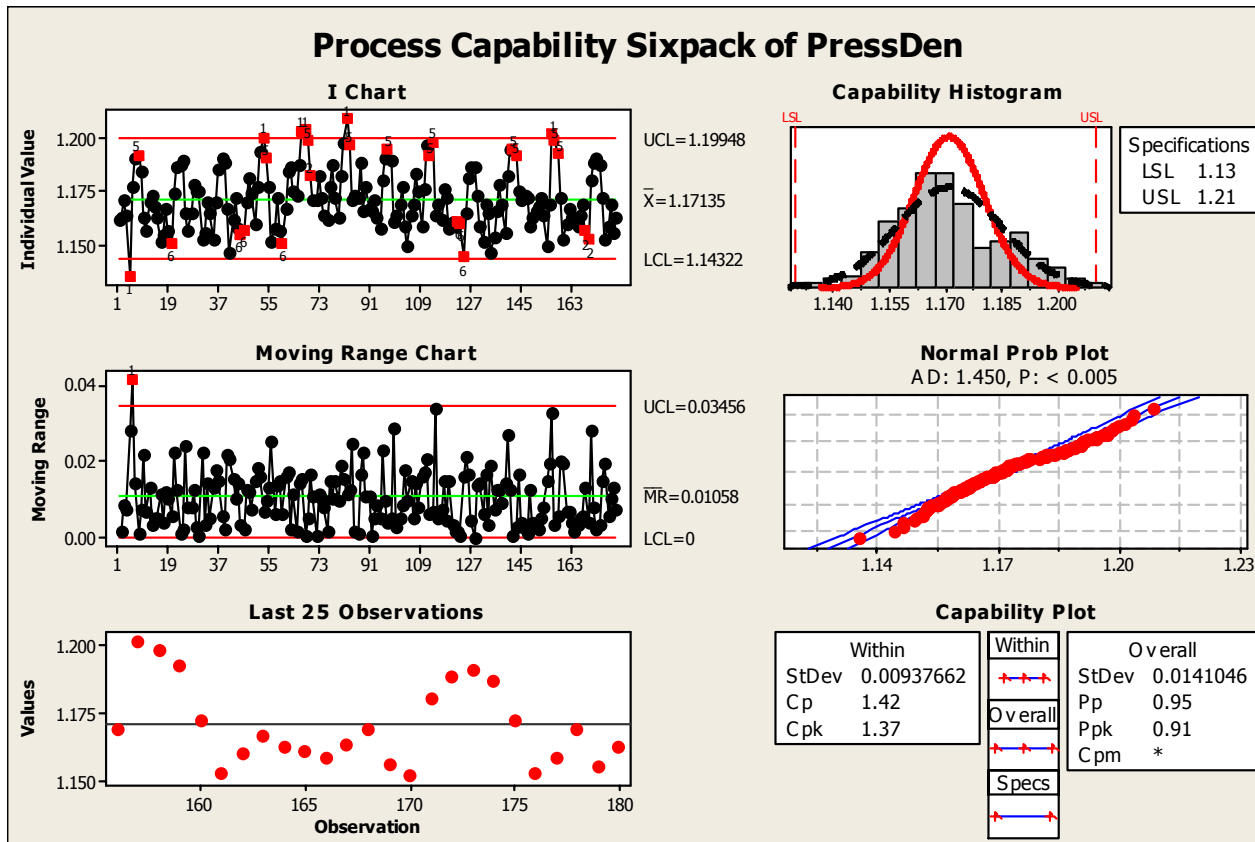 Process Capability Sixpack of PressDen
I Chart
Individual Value
1.200
1.175
1.150
UCL=1.19948
X=1.17135
LCL=1.14322
1 19 37 55 73 91 109 127 145 163
Capability Histogram
LSL USL
1.140 1.155 1.170 1.185 1.200
Specifications
LSL 1.13
USL 1.21
Moving Range Chart
Moving Range
0.04
0.02
0.00
UCL=0.03456
MR=0.01058
LCL=0
1 19 37 55 73 91 109 127 145 163
Normal Prob Plot
AD: 1.450, P: < 0.005
1.14 1.17 1.20 1.23
Last 25 Observations
Values
1.200
1.175
1.150
160 165 170 175 180
Observation
Capability Plot
Within
StDev 0.00937662
Cp 1.42
Cpk 1.37
Within
Overall
Specs
Overall
StDev 0.0141046
Pp 0.95
Ppk 0.91
Cpm *